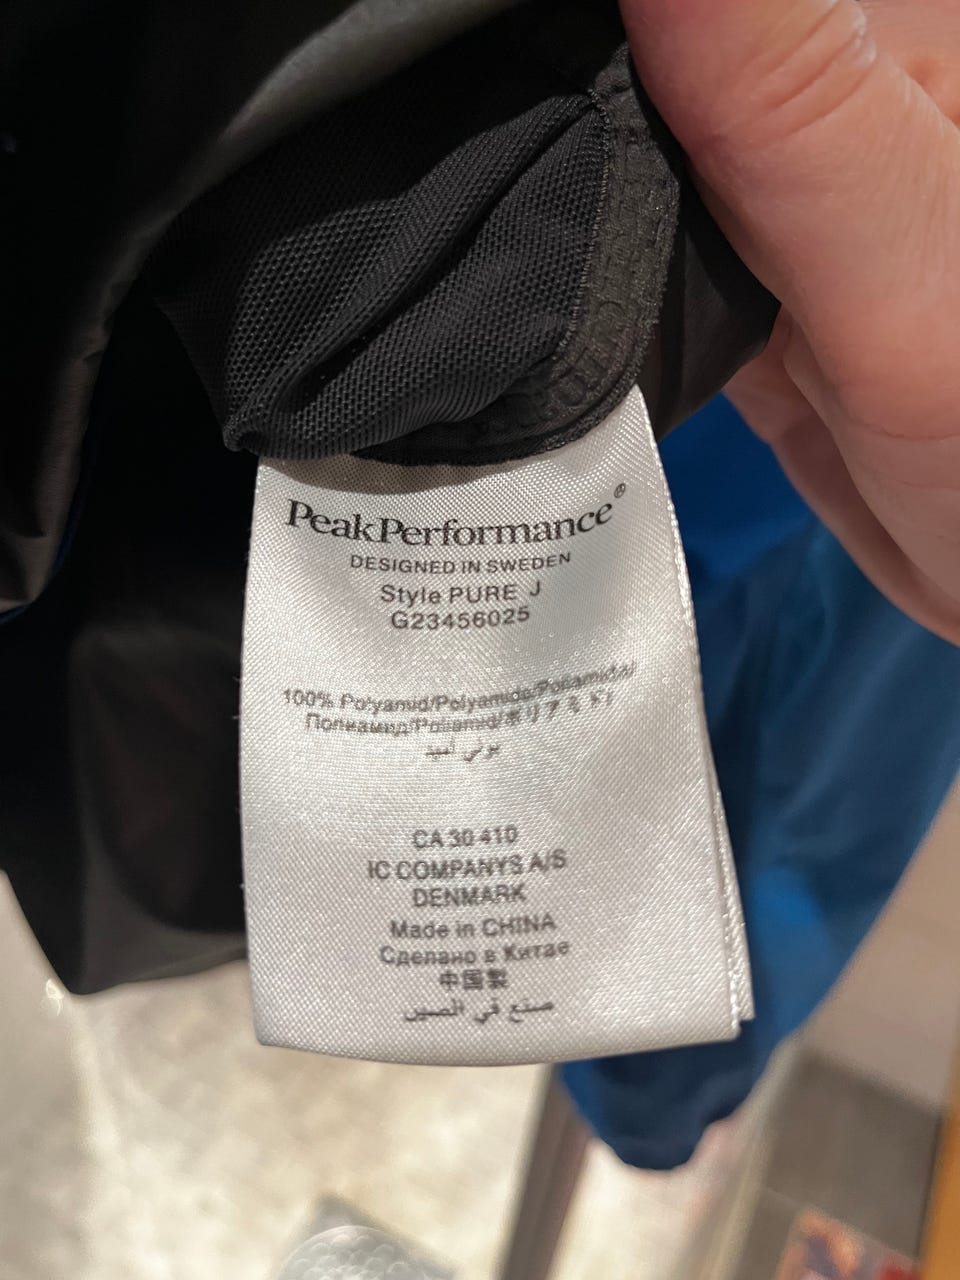 PeakPerformance®
DESIGNED IN SWEDEN
Style PURE J
G23456025
100% Polyamid/Polyamide/Poliamida/
Полиамид/Poliamid/ポリアミド/
بولي أميد
CA 30 410
IC COMPANYS A/S
DENMARK
Made in CHINA
Сделано в Китае
中国製
صنع في الصين